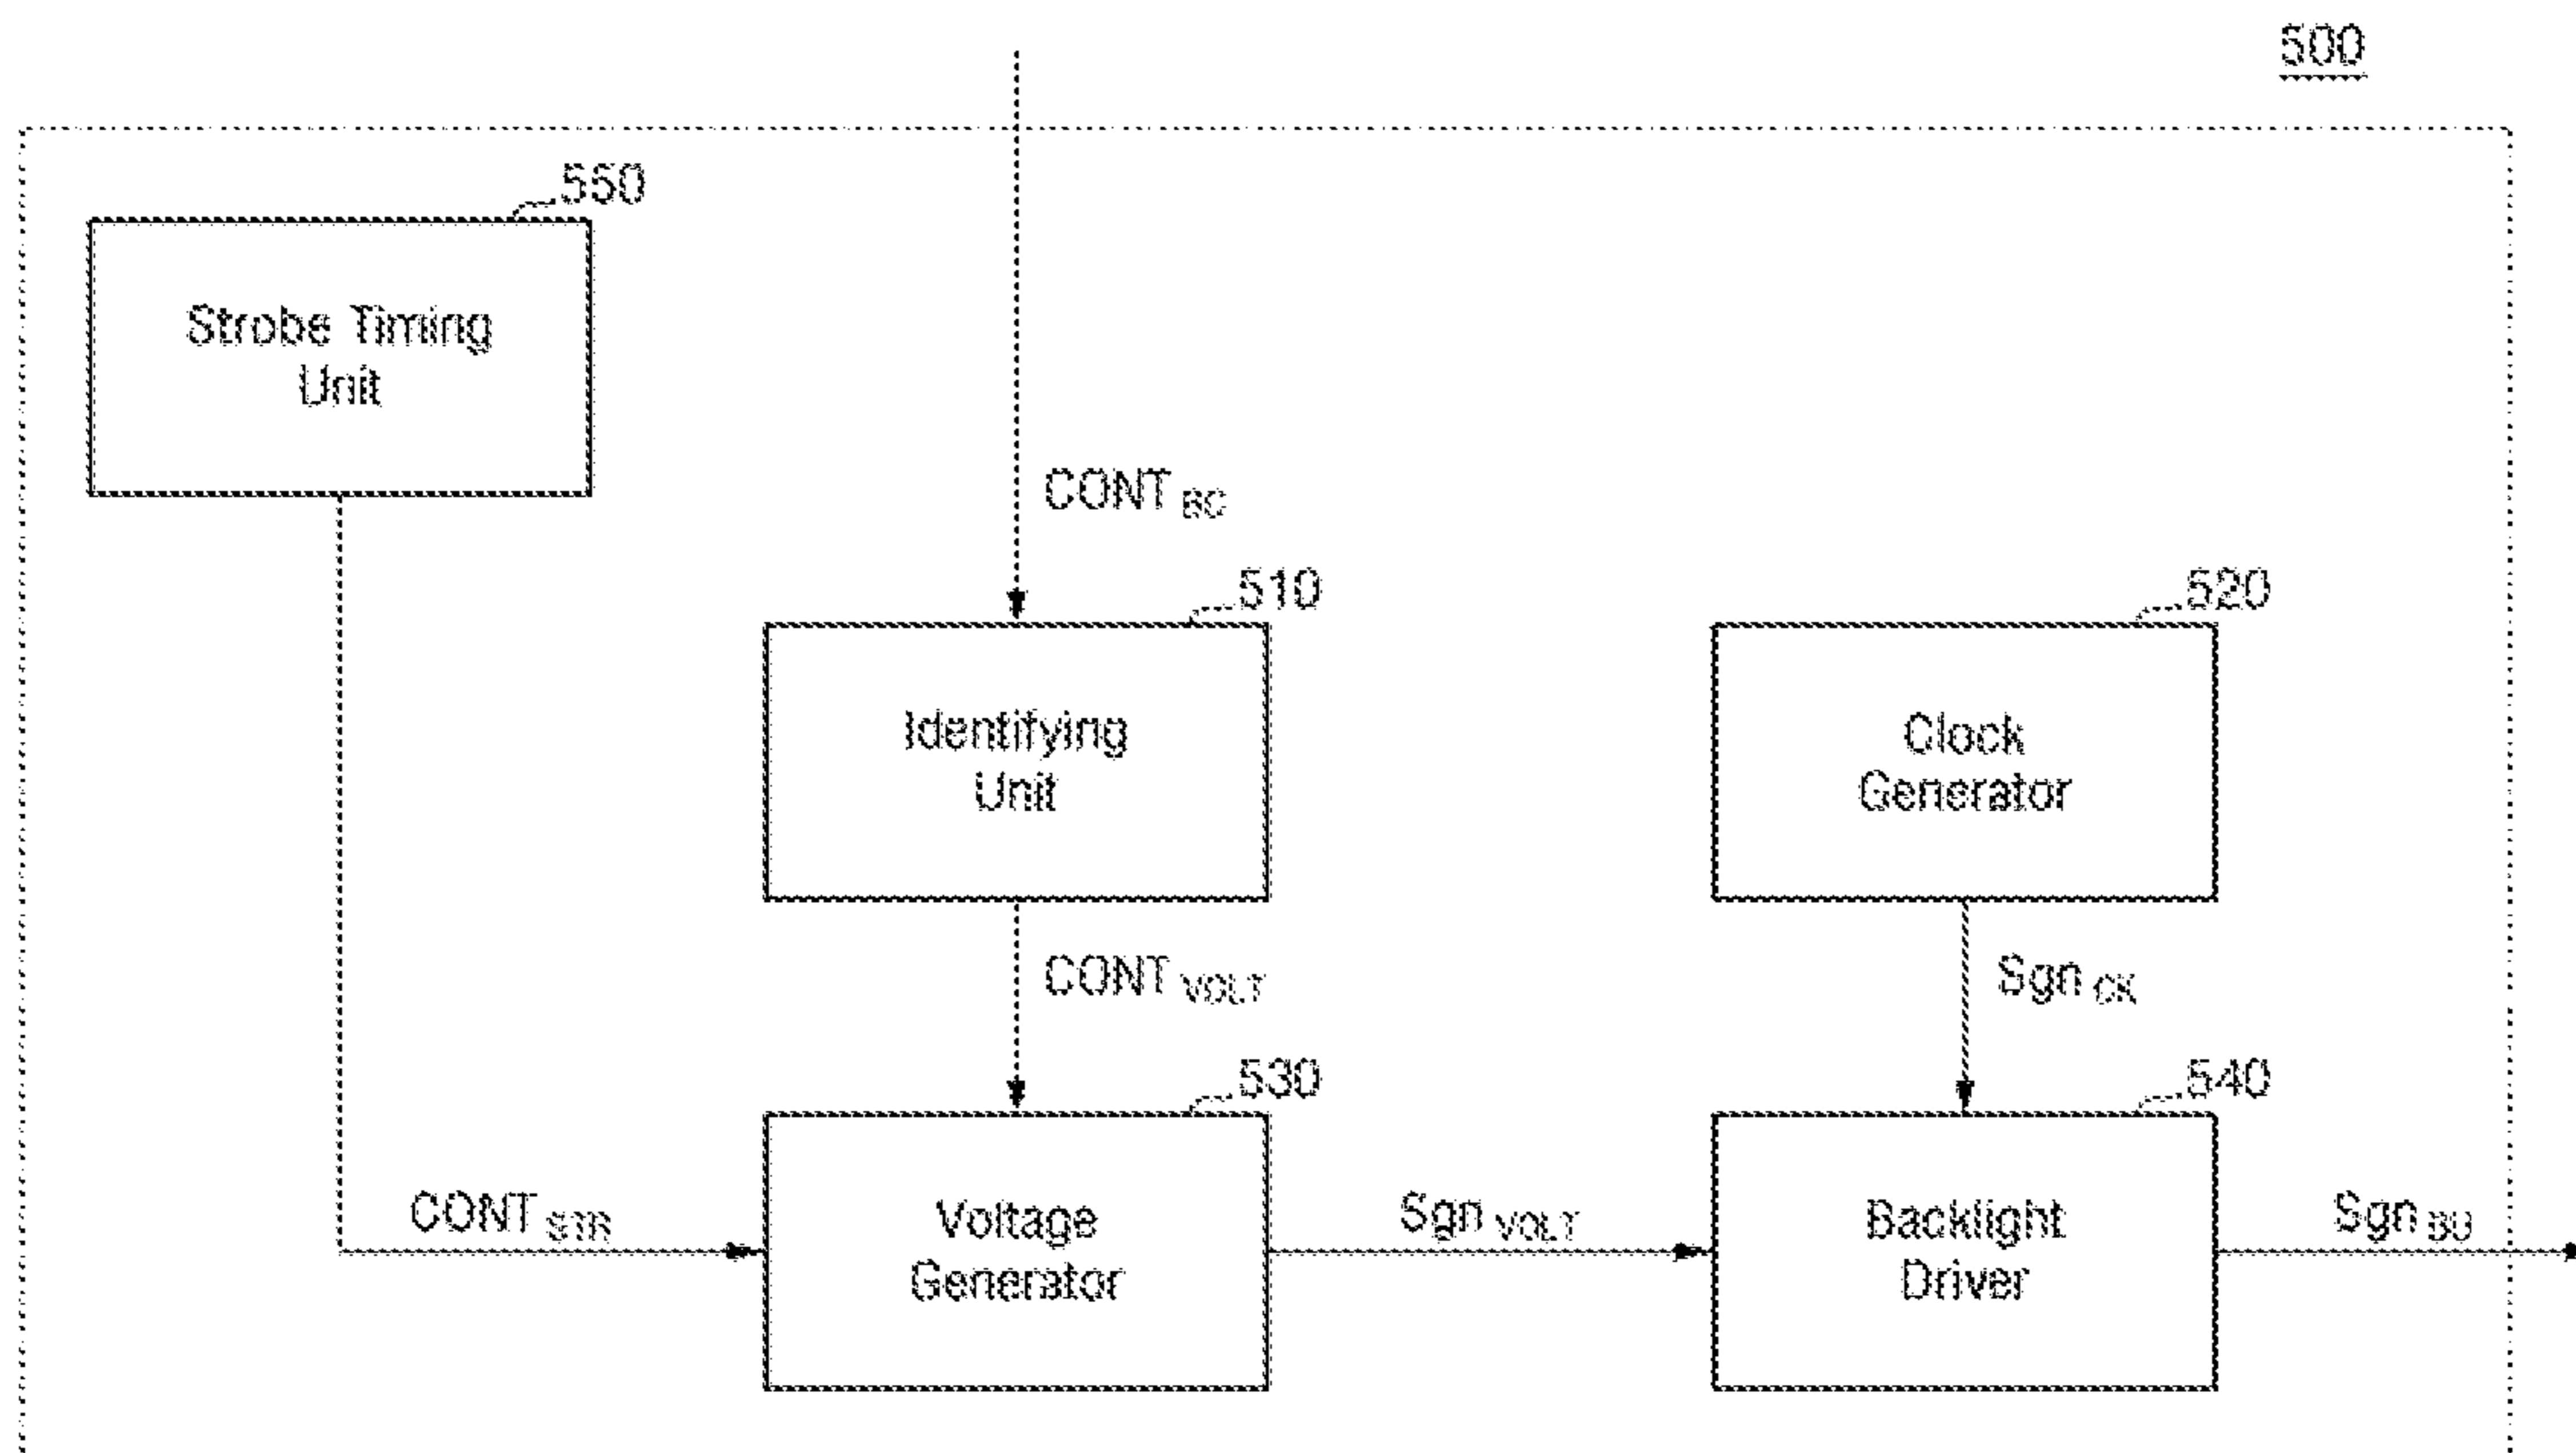 500
550
Strobe Timing
Unit
CONT BC
510
Identifying
Unit
520
Clock
Generator
CONT VOLT
Sgn CK
530
Voltage
Generator
540
Backlight
Driver
CONT STR
Sgn VOLT
Sgn BU